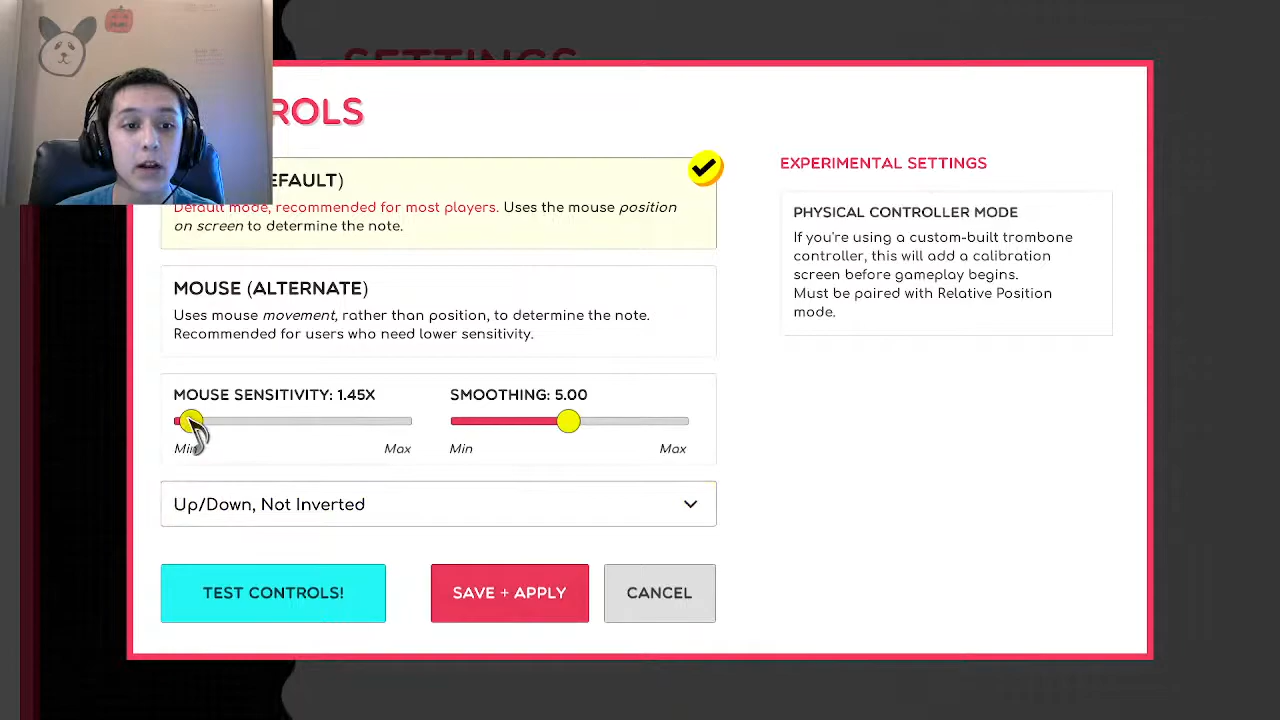 SETTINGS
ROLS
EFAULT)
Default mode, recommended for most players. Uses the mouse position
on screen to determine the note.
MOUSE (ALTERNATE)
Uses mouse movement, rather than position, to determine the note.
Recommended for users who need lower sensitivity.
MOUSE SENSITIVITY: 1.45X
Min
Max
SMOOTHING: 5.00
Min
Max
Up/Down, Not Inverted
TEST CONTROLS!
SAVE + APPLY
CANCEL
EXPERIMENTAL SETTINGS
PHYSICAL CONTROLLER MODE
If you're using a custom-built trombone
controller, this will add a calibration
screen before gameplay begins.
Must be paired with Relative Position
mode.